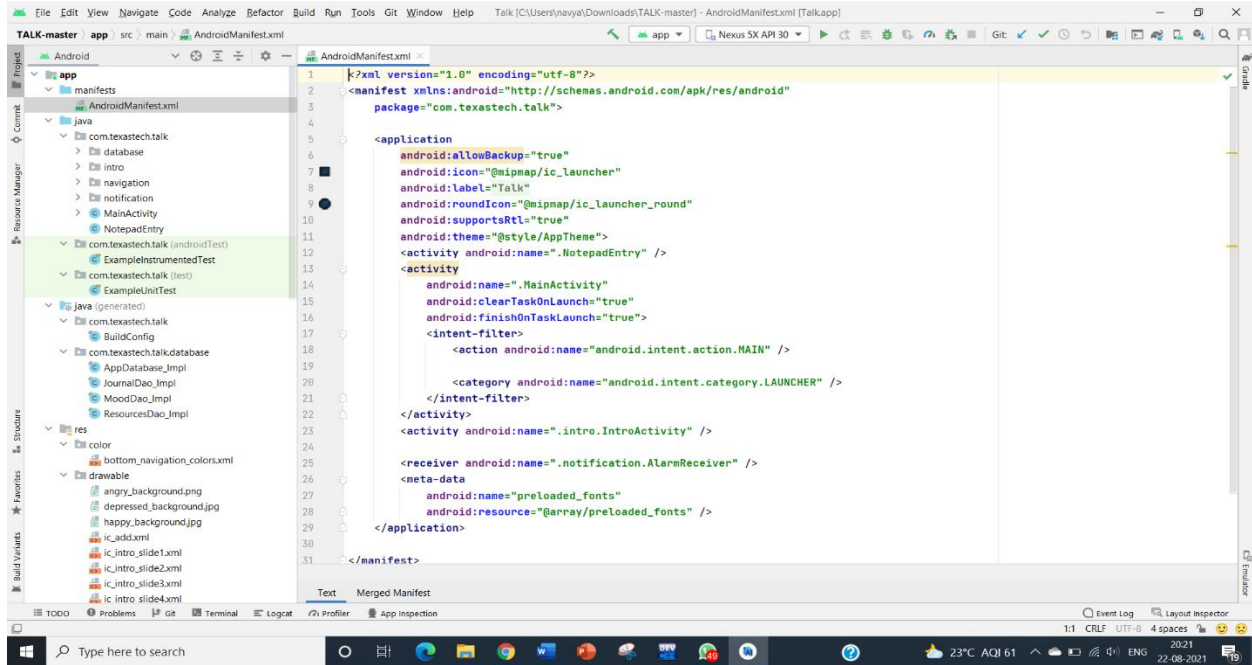 File Edit View Navigate Code Analyze Refactor Build Run Tools Git Window Help Talk [C:\Users\navya\Downloads\TALK-master] - AndroidManifest.xml [Talk.app]
TALK-master app src main AndroidManifest.xml app Nexus 5X API 30 Git:
Android
AndroidManifest.xml
Project
Commit
Resource Manager
Structure
Favorites
Build Variants
app
manifests
AndroidManifest.xml
java
com.texastech.talk
database
intro
navigation
notification
MainActivity
NotepadEntry
com.texastech.talk (androidTest)
ExampleInstrumentedTest
com.texastech.talk (test)
ExampleUnitTest
java (generated)
com.texastech.talk
BuildConfig
com.texastech.talk.database
AppDatabase_Impl
JournalDao_Impl
MoodDao_Impl
ResourcesDao_Impl
res
color
bottom_navigation_colors.xml
drawable
angry_background.png
depressed_background.jpg
happy_background.jpg
ic_add.xml
ic_intro_slide1.xml
ic_intro_slide2.xml
ic_intro_slide3.xml
ic_intro_slide4.xml
1 <?xml version="1.0" encoding="utf-8"?>
2 <manifest xmlns:android="http://schemas.android.com/apk/res/android"
3 package="com.texastech.talk">
4
5 <application
6 android:allowBackup="true"
7 android:icon="@mipmap/ic_launcher"
8 android:label="Talk"
9 android:roundIcon="@mipmap/ic_launcher_round"
10 android:supportsRtl="true"
11 android:theme="@style/AppTheme">
12 <activity android:name=".NotepadEntry" />
13 <activity
14 android:name=".MainActivity"
15 android:clearTaskOnLaunch="true"
16 android:finishOnTaskLaunch="true">
17 <intent-filter>
18 <action android:name="android.intent.action.MAIN" />
19
20 <category android:name="android.intent.category.LAUNCHER" />
21 </intent-filter>
22 </activity>
23 <activity android:name=".intro.IntroActivity" />
24
25 <receiver android:name=".notification.AlarmReceiver" />
26 <meta-data
27 android:name="preloaded_fonts"
28 android:resource="@array/preloaded_fonts" />
29 </application>
30
31 </manifest>
Gradle
Emulator
Text Merged Manifest
TODO Problems Git Terminal Logcat Profiler App Inspection Event Log Layout Inspector
1:1 CRLF UTF-8 4 spaces
Type here to search DEV 49 23°C AQI 61 ENG 20:21
22-08-2021 19